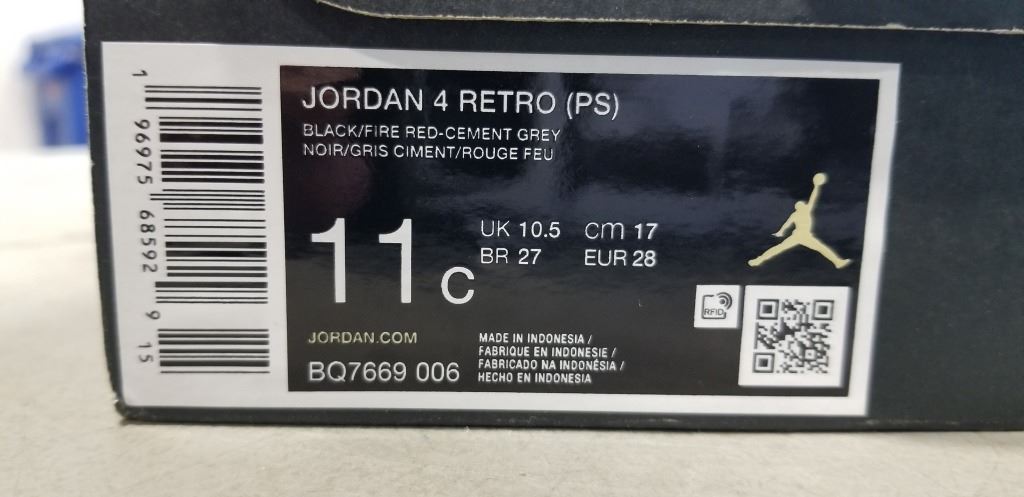 1 96975 68592 9 15
JORDAN 4 RETRO (PS)
BLACK/FIRE RED-CEMENT GREY
NOIR/GRIS CIMENT/ROUGE FEU
11C
UK 10.5 cm 17
BR 27 EUR 28
RFID
JORDAN.COM
BQ7669 006
MADE IN INDONESIA /
FABRIQUE EN INDONESIE /
FABRICADO NA INDONÉSIA /
HECHO EN INDONESIA